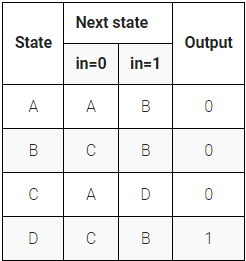 State Next state Output
in=0 in=1
A A B 0
B C B 0
C A D 0
D C B 1